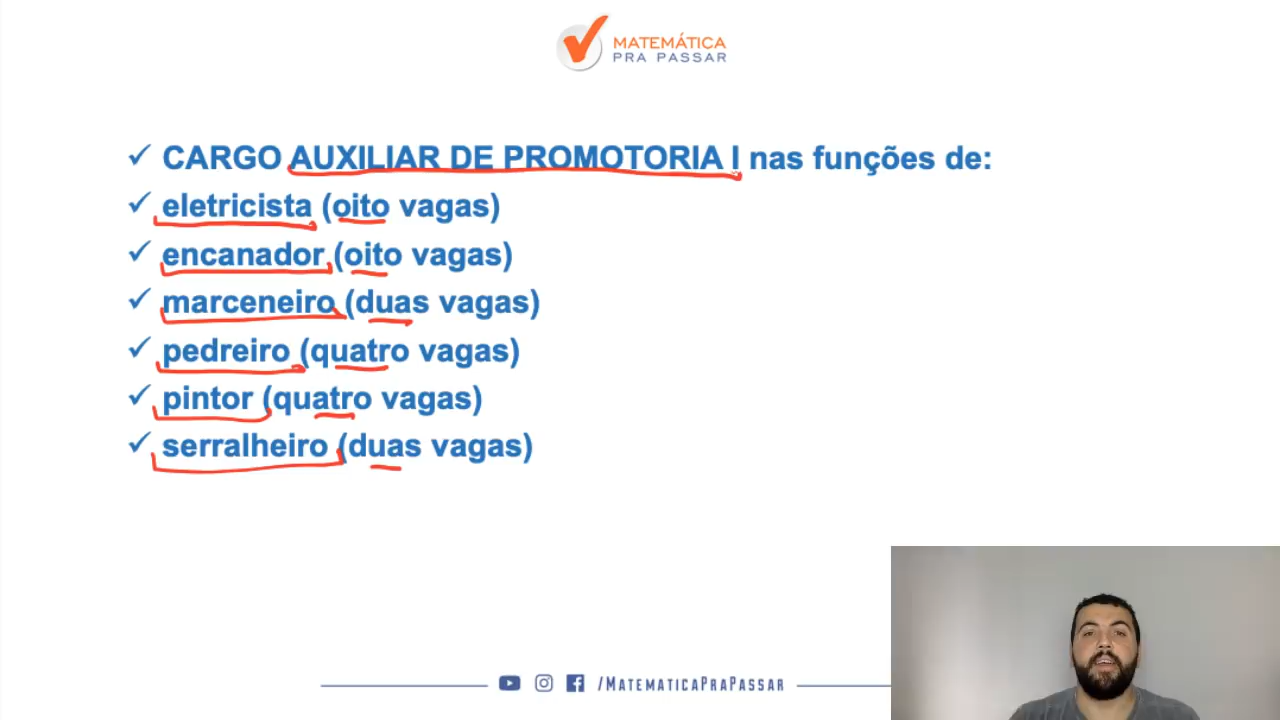 MATEMÁTICA
PRA PASSAR
✓ CARGO AUXILIAR DE PROMOTORIA I nas funções de:
✓ eletricista (oito vagas)
✓ encanador (oito vagas)
✓ marceneiro (duas vagas)
✓ pedreiro (quatro vagas)
✓ pintor (quatro vagas)
✓ serralheiro (duas vagas)
/MATEMATICAPRAPASSAR